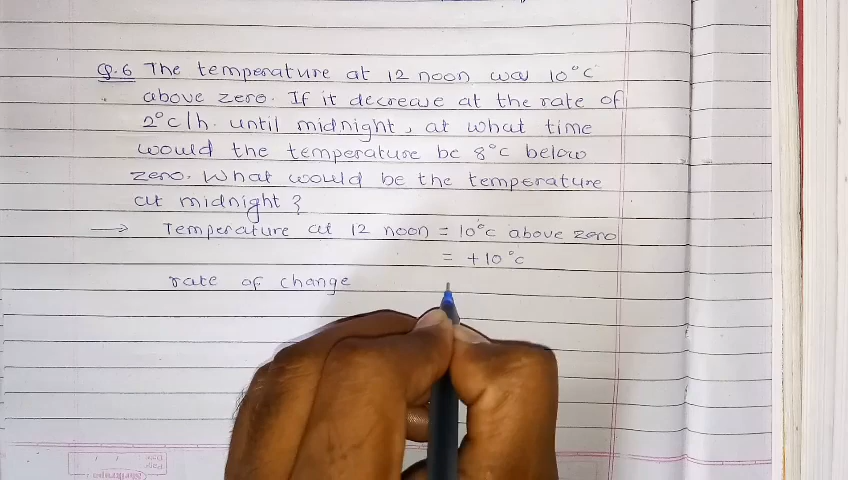 Q.6 The temperature at 12 noon was 10°C
above zero. If it decrease at the rate of
2°C/h. until midnight, at what time
would the temperature be 8°C below
zero. What would be the temperature
at midnight?
→ Temperature at 12 noon = 10°C above zero
= +10°C
rate of change